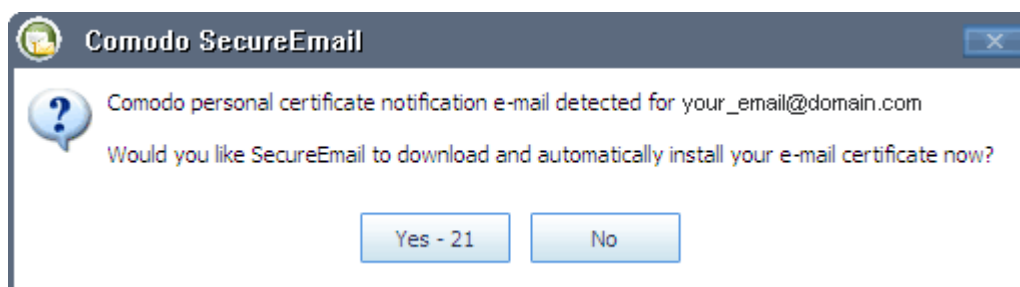 Comodo SecureEmail
Comodo personal certificate notification e-mail detected for your_email@domain.com
Would you like SecureEmail to download and automatically install your e-mail certificate now?
Yes - 21
No